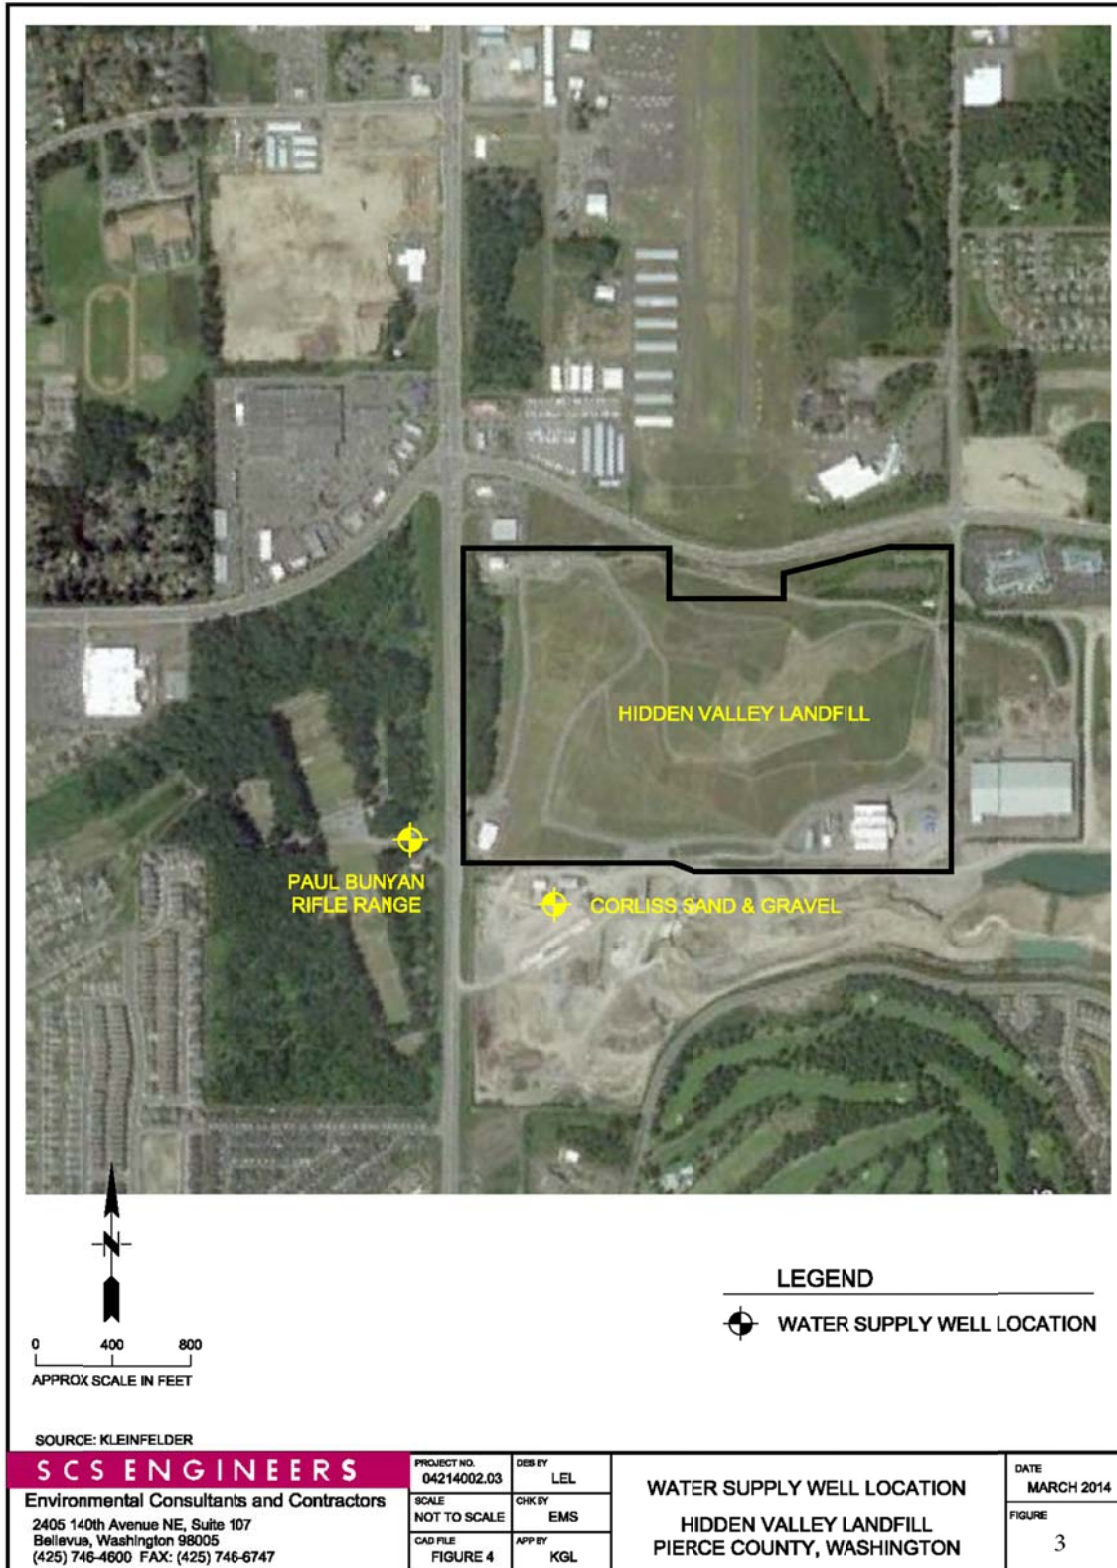 HIDDEN VALLEY LANDFILL
PAUL BUNYAN
RIFLE RANGE
CORLISS SAND & GRAVEL
N
LEGEND
WATER SUPPLY WELL LOCATION
0 400 800
APPROX SCALE IN FEET
SOURCE: KLEINFELDER
SCS ENGINEERS
Environmental Consultants and Contractors
2405 140th Avenue NE, Suite 107
Bellevue, Washington 98005
(425) 746-4600 FAX: (425) 746-6747
PROJECT NO.
04214002.03
DES BY
LEL
SCALE
NOT TO SCALE
CHK BY
EMS
CAD FILE
FIGURE 4
APP BY
KGL
WATER SUPPLY WELL LOCATION
HIDDEN VALLEY LANDFILL
PIERCE COUNTY, WASHINGTON
DATE
MARCH 2014
FIGURE
3